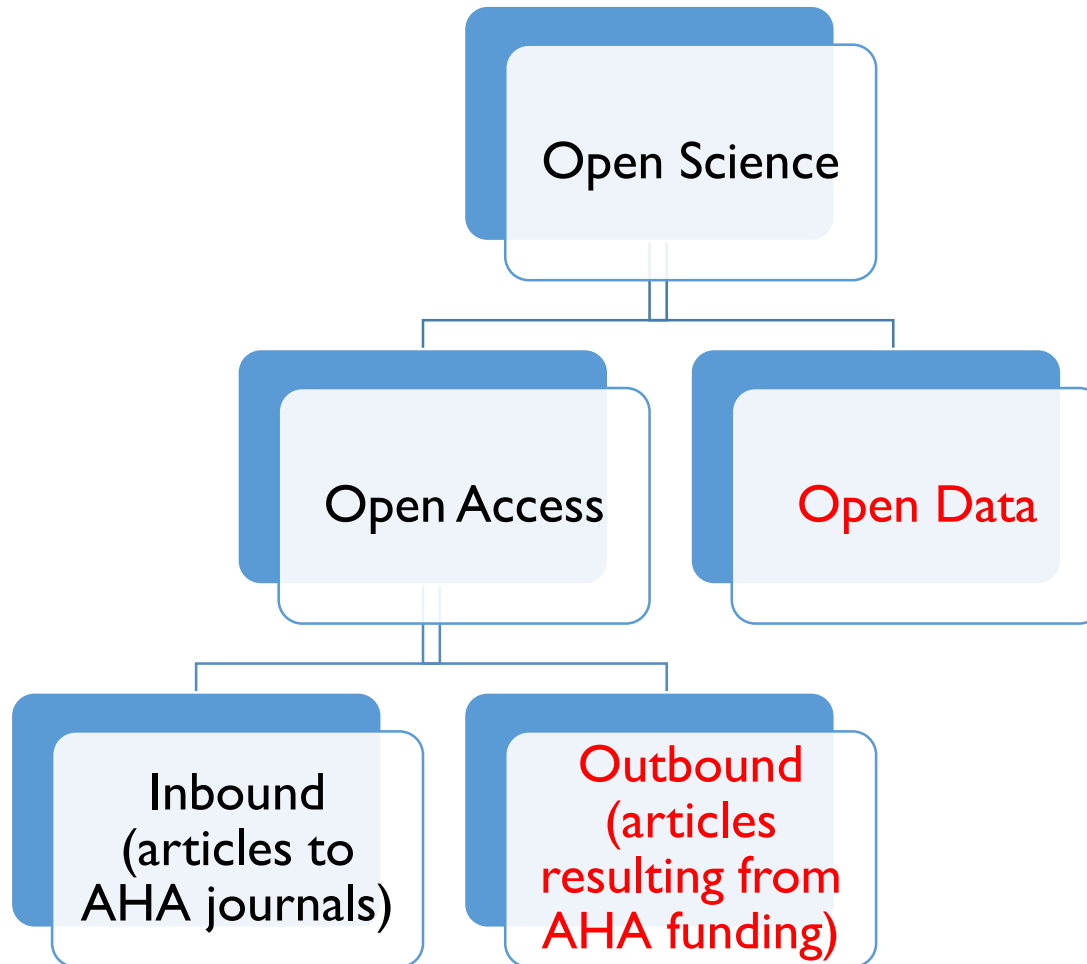 Open Science
Open Access
Open Data
Inbound
(articles to
AHA journals)
Outbound
(articles
resulting from
AHA funding)